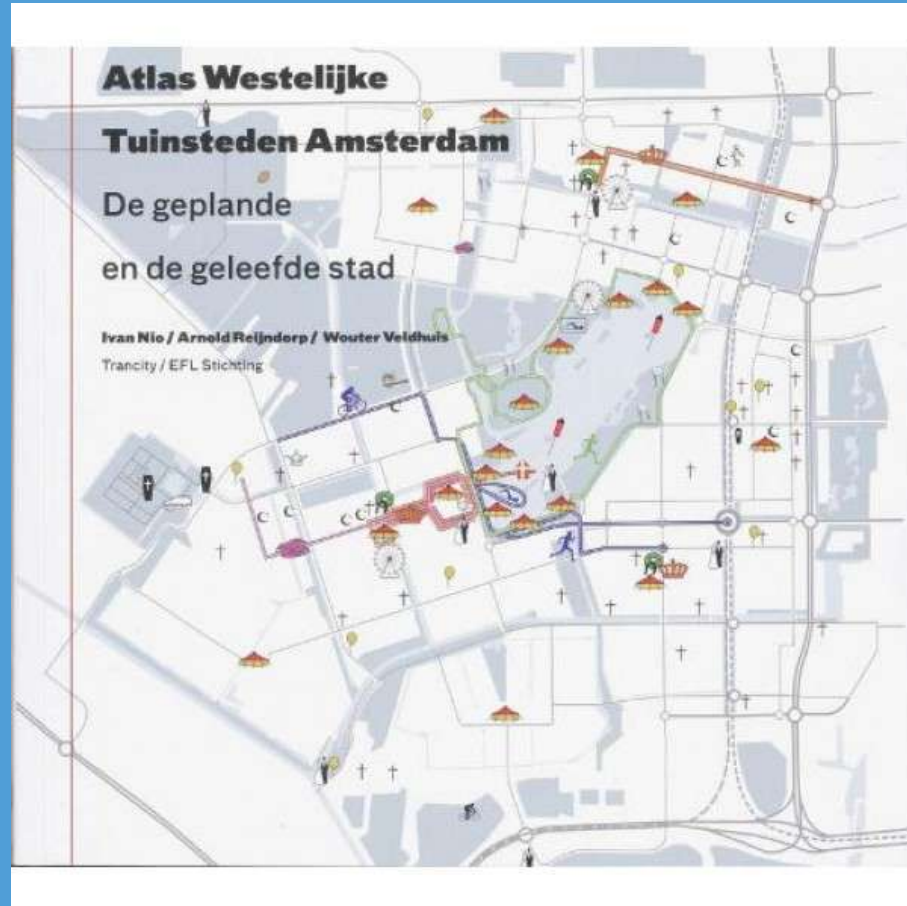 Atlas Westelijke
Tuinsteden Amsterdam
De geplande
en de geleefde stad
Ivan Nio / Arnold Reijndorp / Wouter Veldhuis
Trancity / EFL Stichting